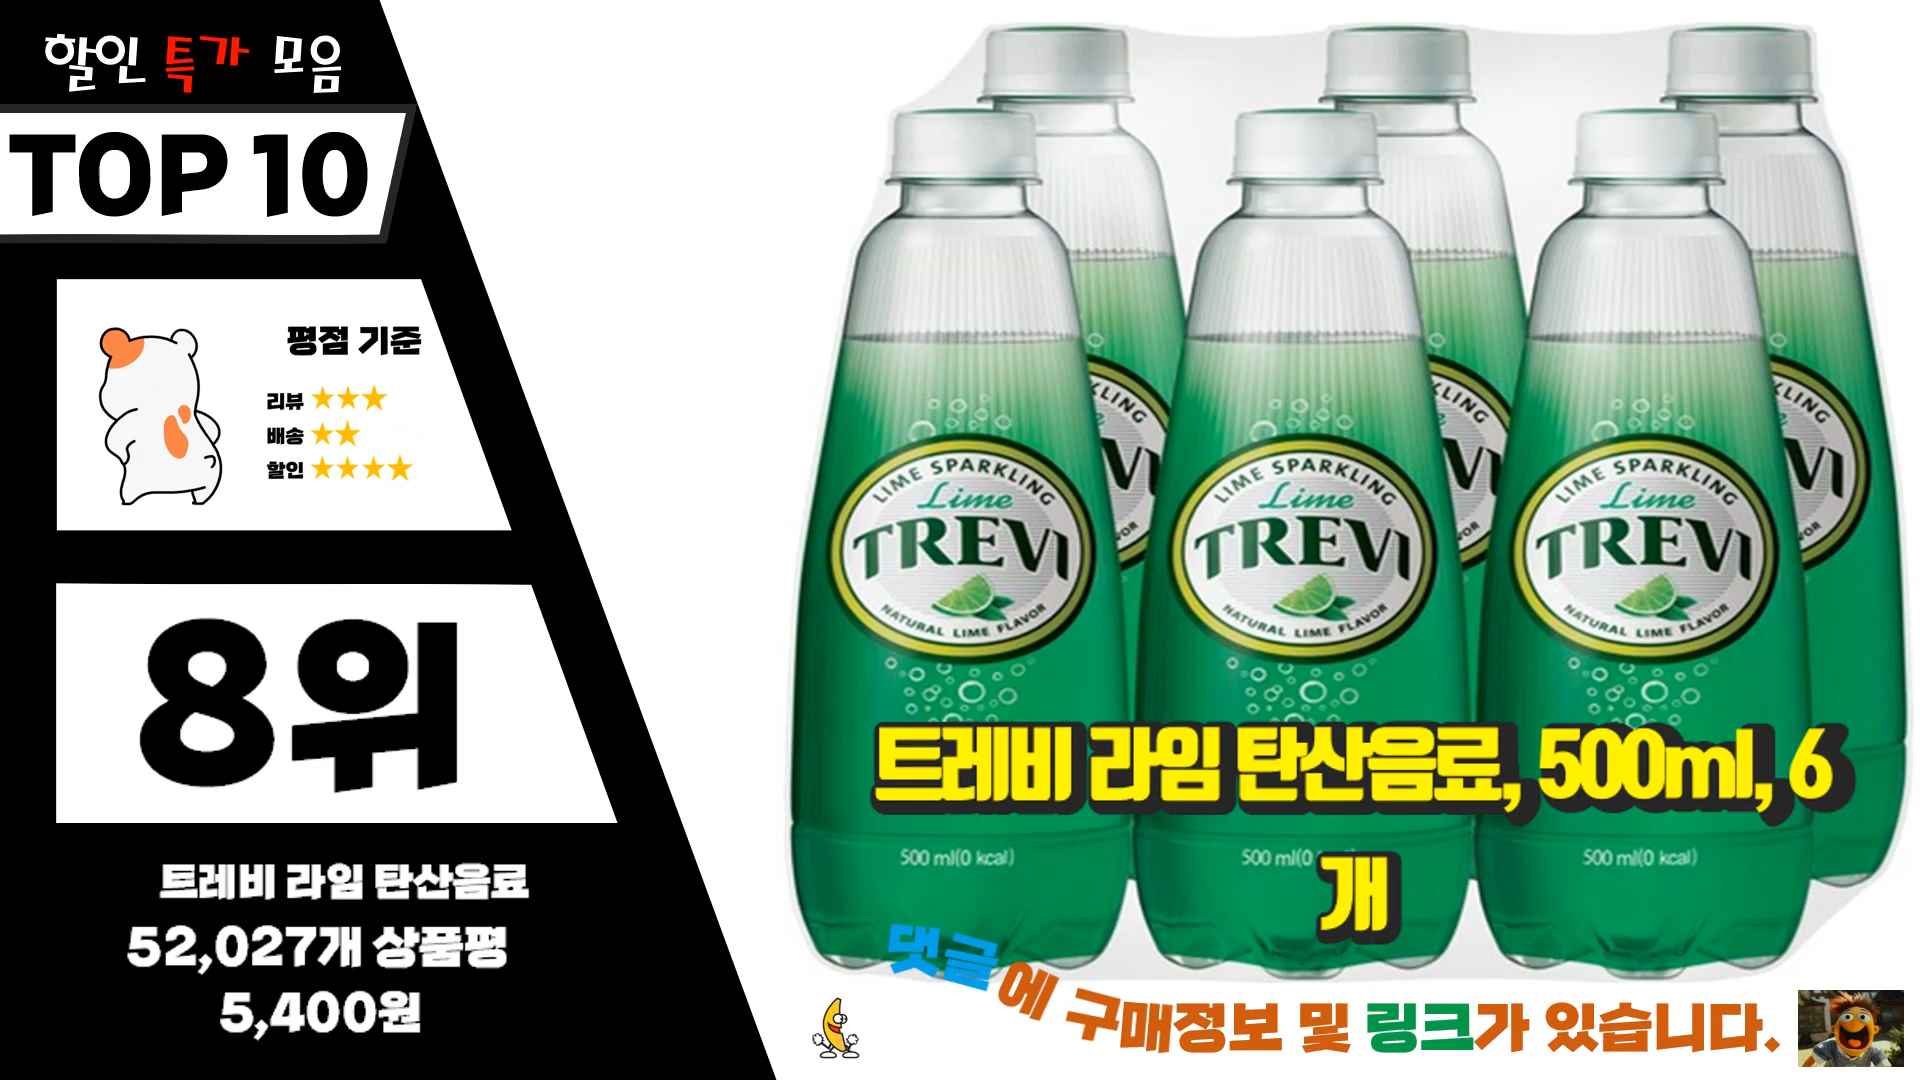 할인 특가 모음
TOP 10
평점 기준
리뷰 ★★★
배송 ★★
할인 ★★★★
8위
트레비 라임 탄산음료
52,027개 상품평
5,400원
KLING
KLING
KLING
LIME SPARKLING
Lime
TREVI
NATURAL LIME FLAVOR
LIME SPARKLING
Lime
TREVI
NATURAL LIME FLAVOR
LIME SPARKLING
Lime
TREVI
NATURAL LIME FLAVOR
트레비 라임 탄산음료, 500ml, 6
개
500 ml(0 kcal)
500 ml(0
500 ml(0 kcal)
댓글에 구매정보 및 링크가 있습니다.